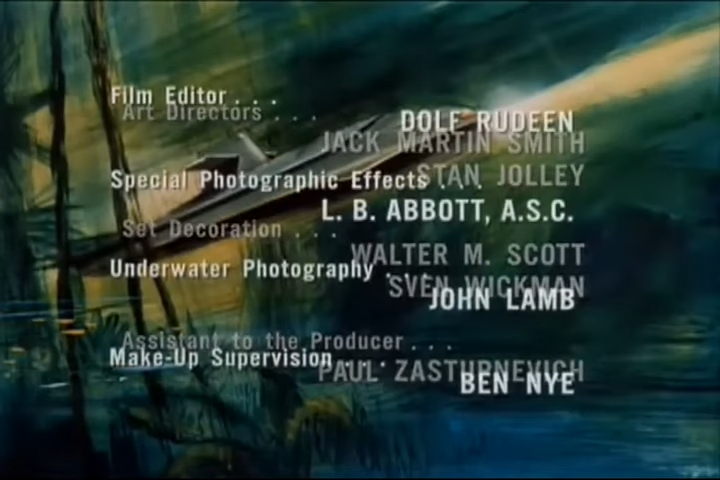 Film Editor . . .
Art Directors . . .
DOLF RUDEEN
JACK MARTIN SMITH
STAN JOLLEY
Special Photographic Effects . . .
L. B. ABBOTT, A.S.C.
Set Decoration . . .
WALTER M. SCOTT
SVEN WICKMAN
Underwater Photography . . .
JOHN LAMB
Assistant to the Producer . . .
PAUL ZASTUPNEVICH
Make-Up Supervision . . .
BEN NYE